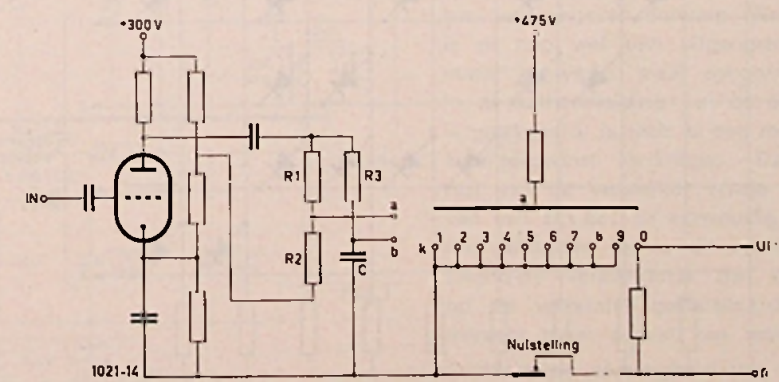 +300V
+475V
R1
R3
a
a
IN
b
k
1 2 3 4 5 6 7 8 9 0
R2
C
UIT
Nulstelling
1021-14